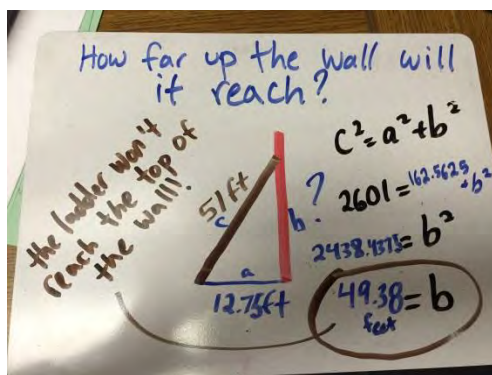 How far up the wall will
it reach?
the ladder won't
reach the top of
the wall!
51ft
c
?
b
a
12.75ft
c²=a²+b²
2601=162.5625+b²
2438.4375=b²
49.38=b
feet